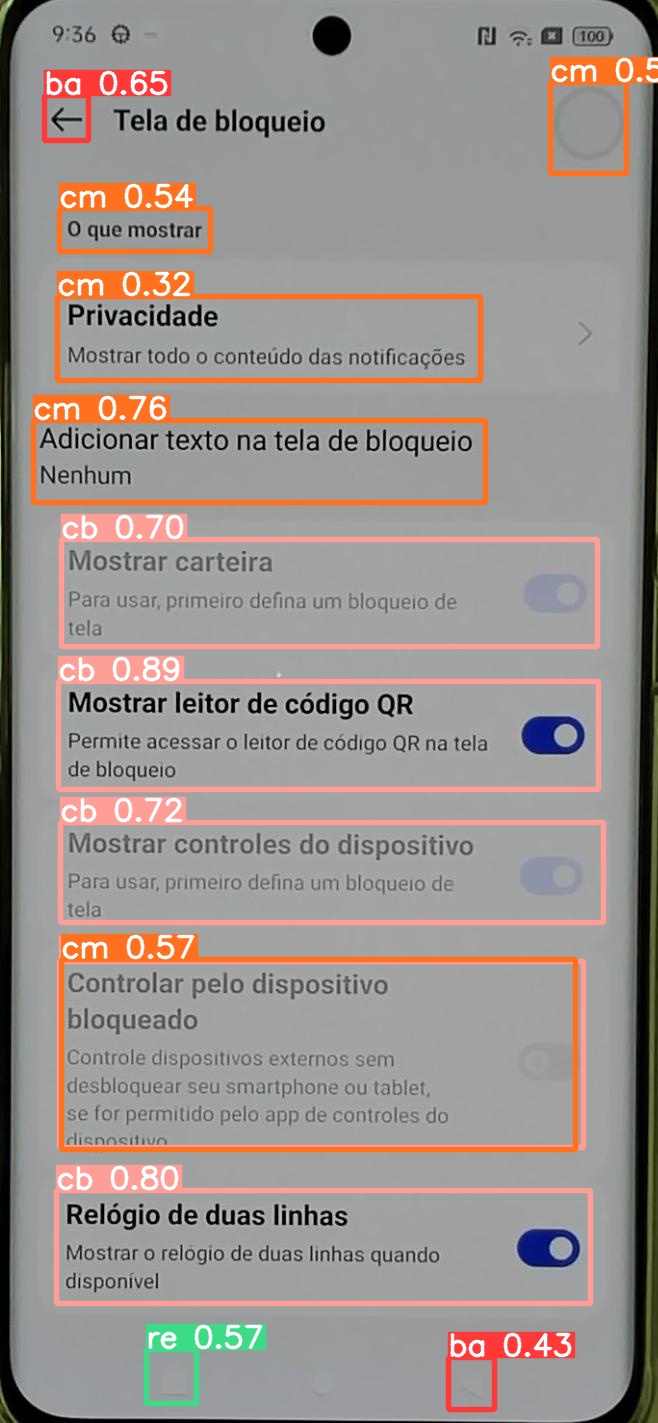 9:36
100
ba 0.65
cm 0.5
Tela de bloqueio
cm 0.54
O que mostrar
cm 0.32
Privacidade
Mostrar todo o conteúdo das notificações
cm 0.76
Adicionar texto na tela de bloqueio
Nenhum
cb 0.70
Mostrar carteira
Para usar, primeiro defina um bloqueio de
tela
cb 0.89
Mostrar leitor de código QR
Permite acessar o leitor de código QR na tela
de bloqueio
cb 0.72
Mostrar controles do dispositivo
Para usar, primeiro defina um bloqueio de
tela
cm 0.57
Controlar pelo dispositivo
bloqueado
Controle dispositivos externos sem
desbloquear seu smartphone ou tablet,
se for permitido pelo app de controles do
dispositivo
cb 0.80
Relógio de duas linhas
Mostrar o relógio de duas linhas quando
disponível
re 0.57
ba 0.43